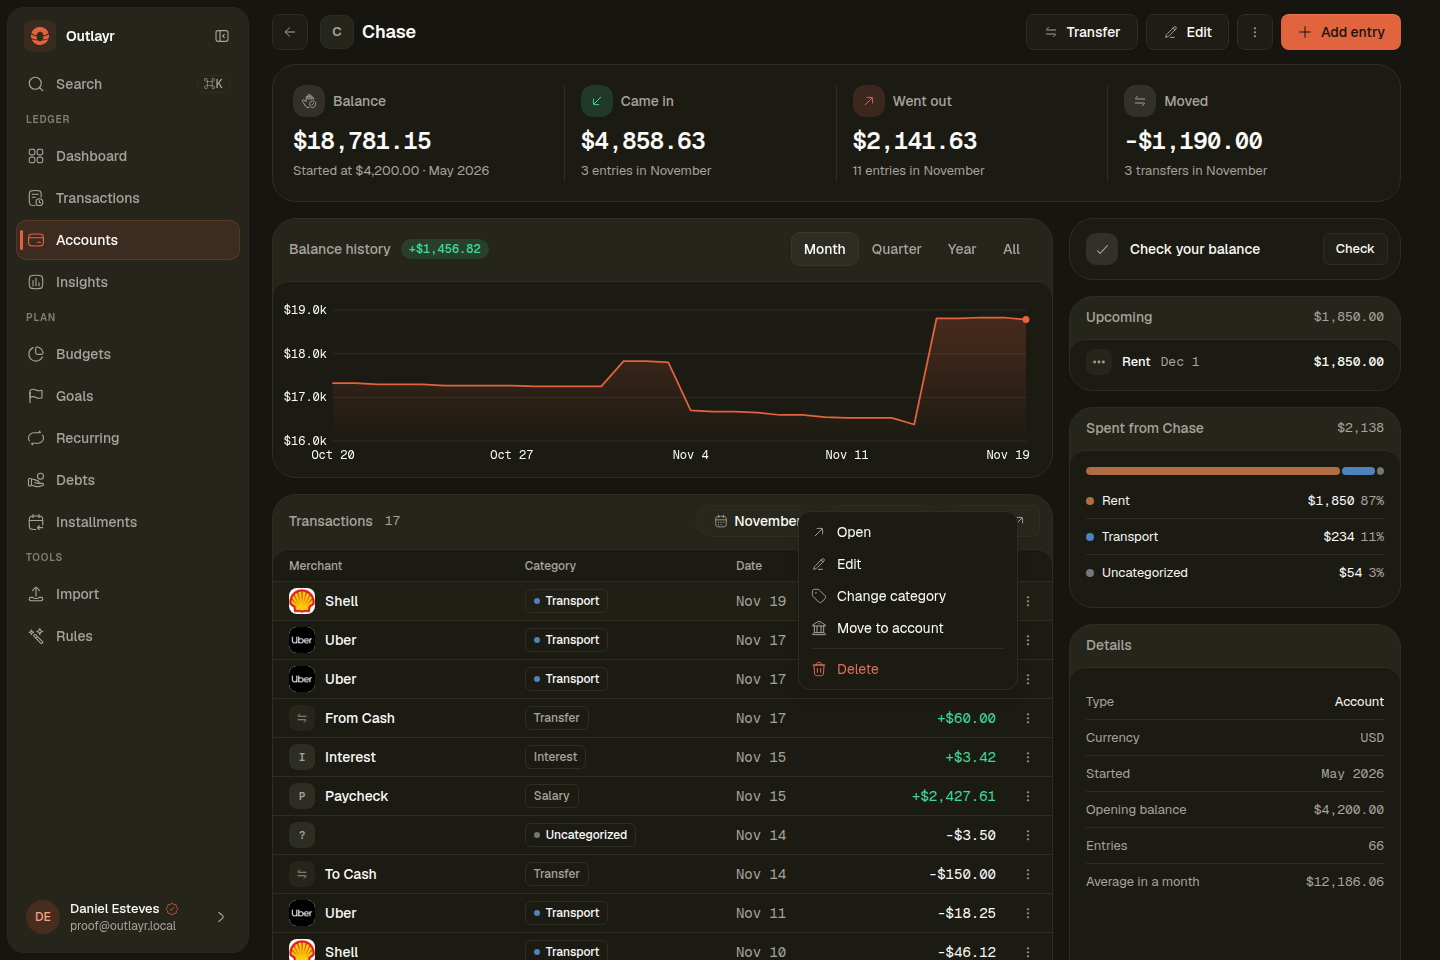 Outlayr
Search ⌘K
LEDGER
Dashboard
Transactions
Accounts
Insights
PLAN
Budgets
Goals
Recurring
Debts
Installments
TOOLS
Import
Rules
DE
Daniel Esteves
proof@outlayr.local
C Chase
Transfer
Edit
Add entry
Balance
$18,781.15
Started at $4,200.00 · May 2026
Came in
$4,858.63
3 entries in November
Went out
$2,141.63
11 entries in November
Moved
-$1,190.00
3 transfers in November
Balance history +$1,456.82
Month Quarter Year All
$19.0k
$18.0k
$17.0k
$16.0k
Oct 20 Oct 27 Nov 4 Nov 11 Nov 19
Transactions 17
November
Merchant Category Date
Shell Transport Nov 19
Uber Uber Transport Nov 17
Uber Uber Transport Nov 17
From Cash Transfer Nov 17 +$60.00
I Interest Interest Nov 15 +$3.42
P Paycheck Salary Nov 15 +$2,427.61
? Uncategorized Nov 14 -$3.50
To Cash Transfer Nov 14 -$150.00
Uber Uber Transport Nov 11 -$18.25
Shell Transport Nov 10 -$46.12
Open
Edit
Change category
Move to account
Delete
Check your balance Check
Upcoming $1,850.00
Rent Dec 1 $1,850.00
Spent from Chase $2,138
Rent $1,850 87%
Transport $234 11%
Uncategorized $54 3%
Details
Type Account
Currency USD
Started May 2026
Opening balance $4,200.00
Entries 66
Average in a month $12,186.06